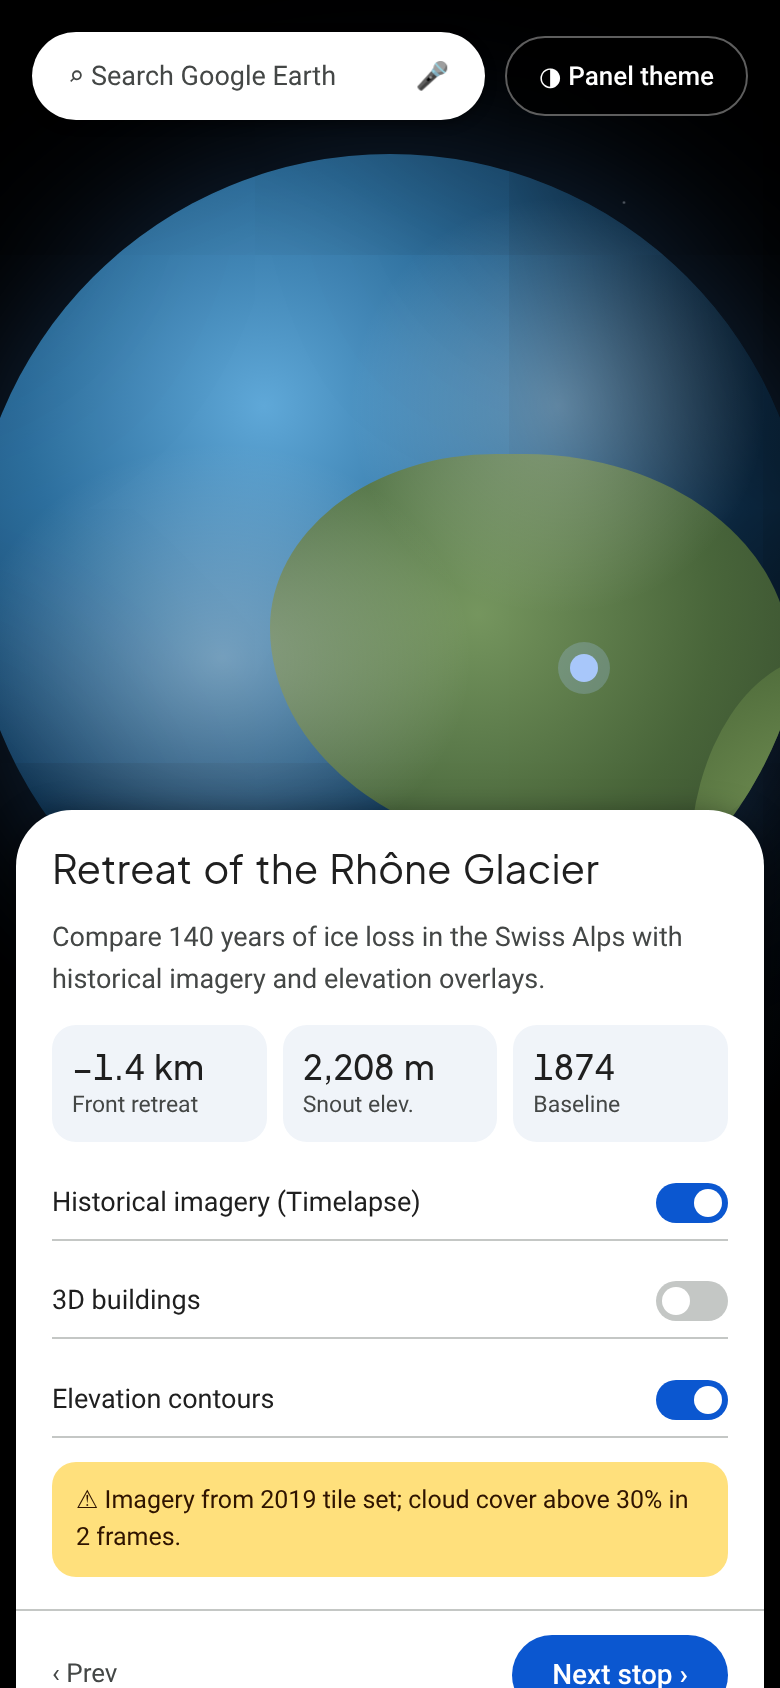 ⌕ Search Google Earth 🎤
◑ Panel theme
Retreat of the Rhône Glacier
Compare 140 years of ice loss in the Swiss Alps with
historical imagery and elevation overlays.
−1.4 km
Front retreat
2,208 m
Snout elev.
1874
Baseline
Historical imagery (Timelapse)
3D buildings
Elevation contours
⚠ Imagery from 2019 tile set; cloud cover above 30% in
2 frames.
‹ Prev
Next stop ›